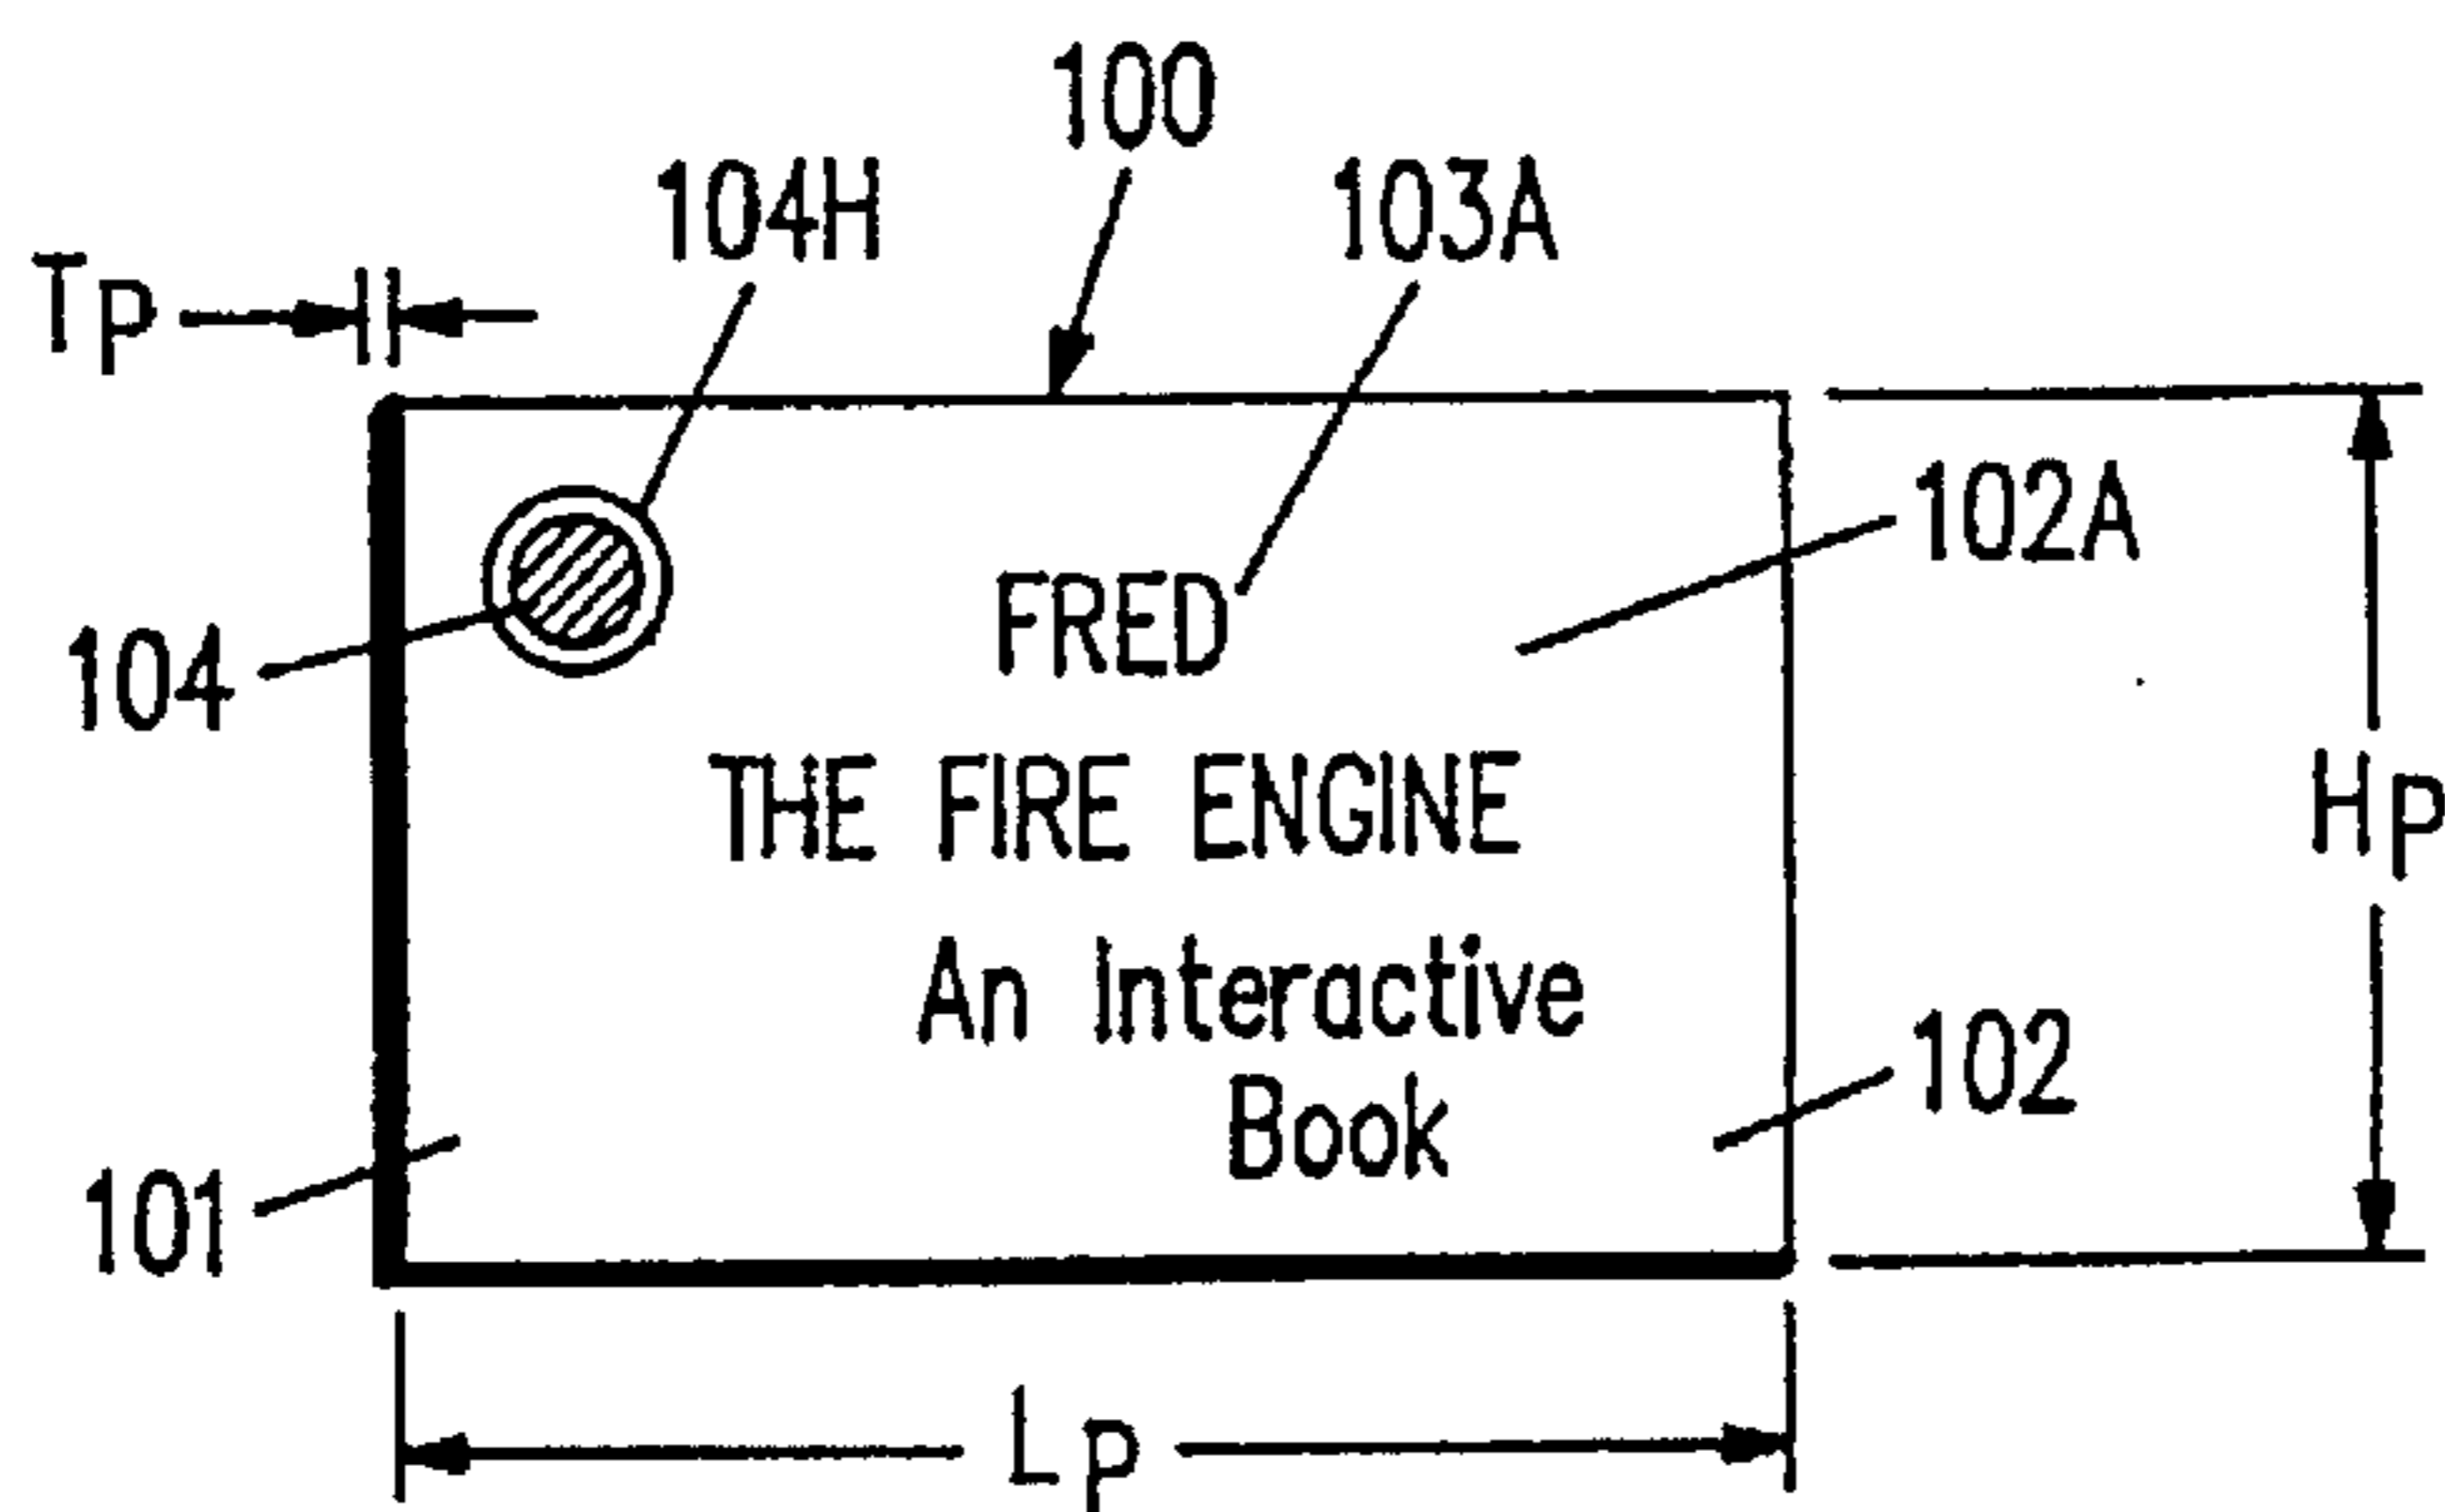 100
104H
103A
TP
102A
FRED
104
THE FIRE ENGINE
HP
An Interactive
Book
102
101
LP